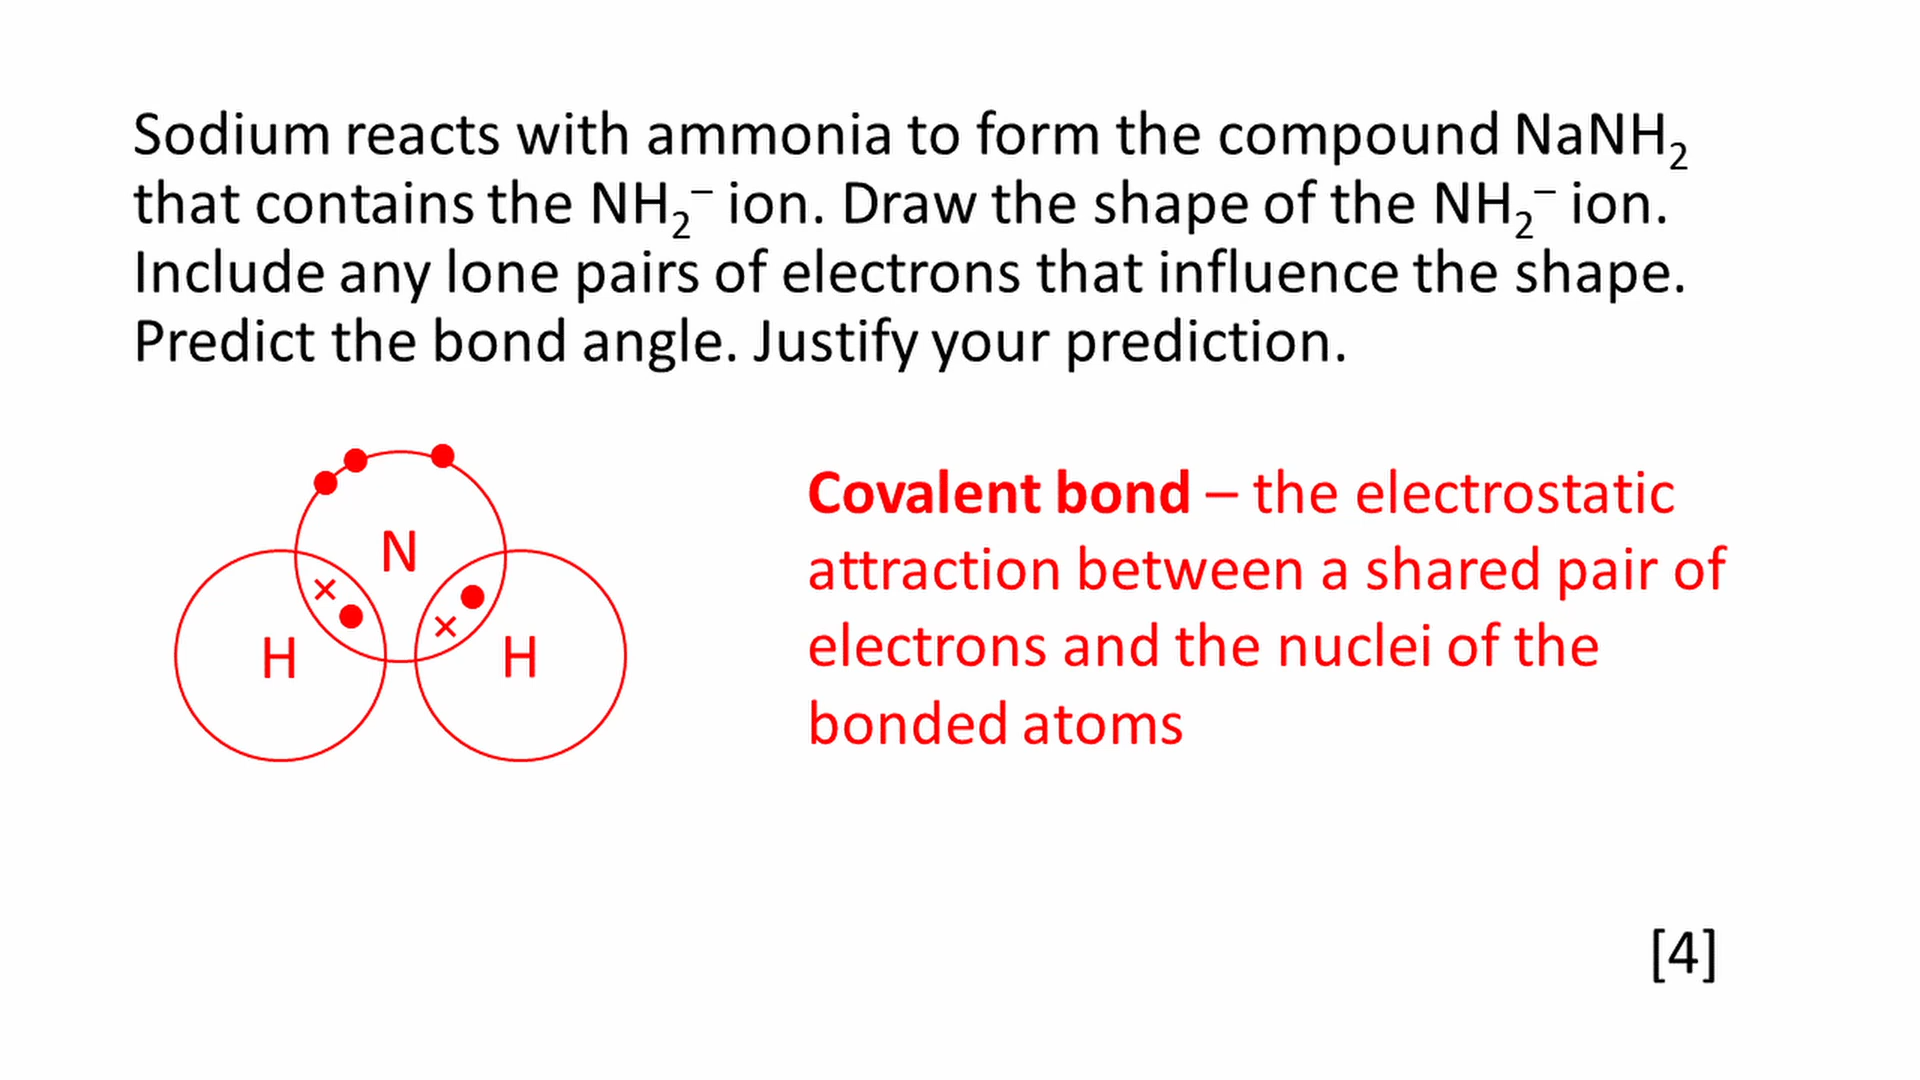 Sodium reacts with ammonia to form the compound NaNH₂
that contains the NH₂⁻ ion. Draw the shape of the NH₂⁻ ion.
Include any lone pairs of electrons that influence the shape.
Predict the bond angle. Justify your prediction.
N
H
H
Covalent bond – the electrostatic
attraction between a shared pair of
electrons and the nuclei of the
bonded atoms
[4]